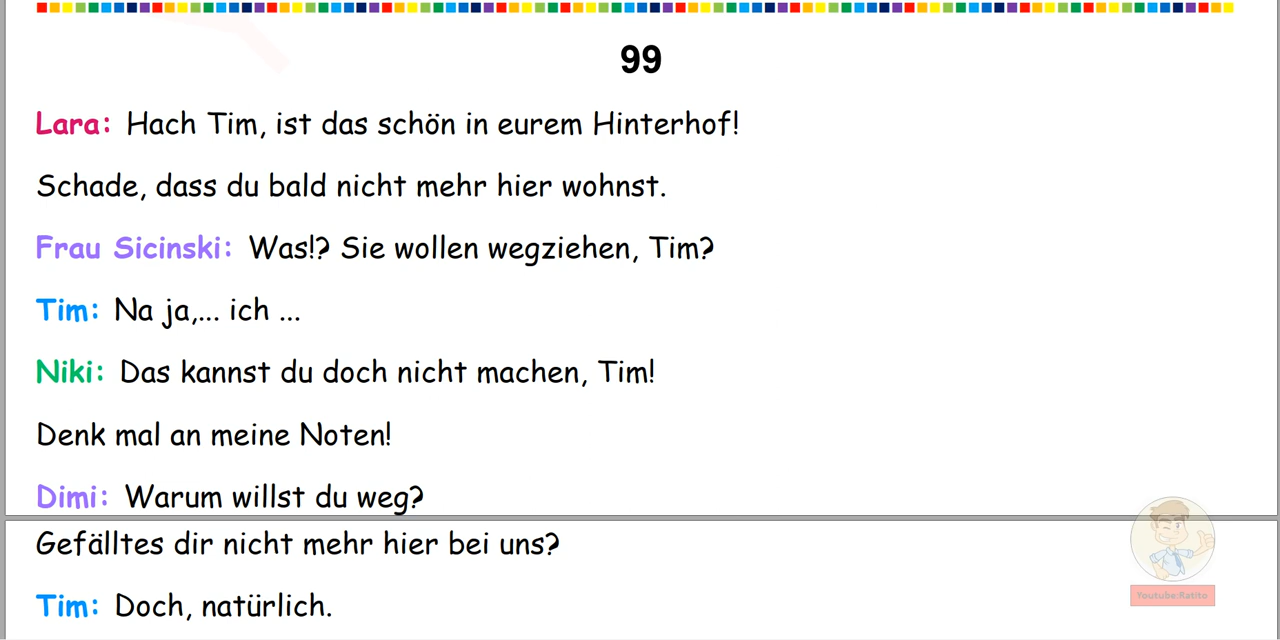 99
Lara: Hach Tim, ist das schön in eurem Hinterhof!
Schade, dass du bald nicht mehr hier wohnst.
Frau Sicinski: Was!? Sie wollen wegziehen, Tim?
Tim: Na ja,... ich ...
Niki: Das kannst du doch nicht machen, Tim!
Denk mal an meine Noten!
Dimi: Warum willst du weg?
Gefälltes dir nicht mehr hier bei uns?
Tim: Doch, natürlich.
Youtube:Ratito